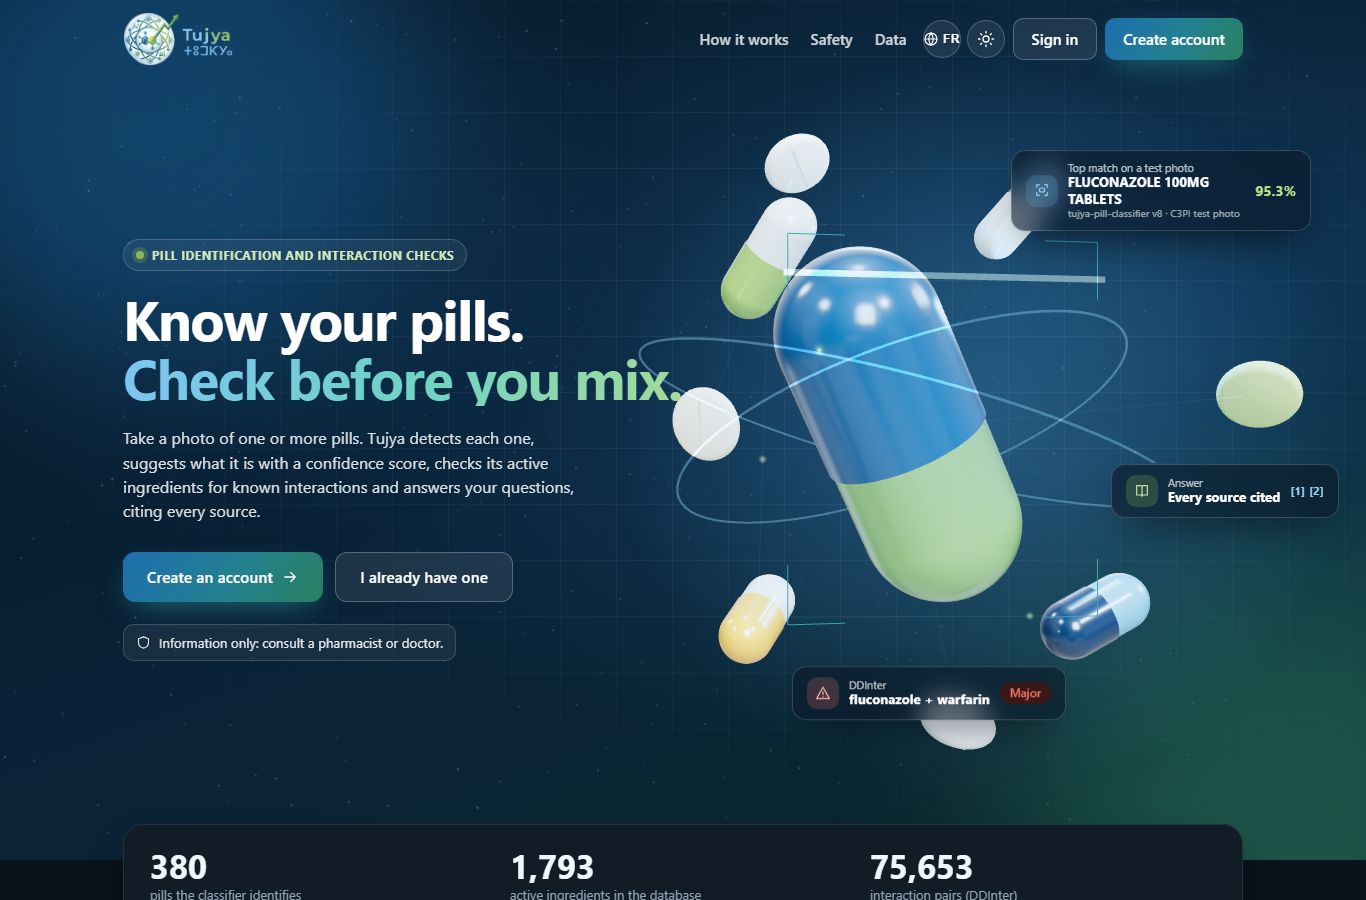 Tujya
ⵜⵓⵊⴽⵢⴰ
How it works
Safety
Data
FR
Sign in
Create account
Top match on a test photo
FLUCONAZOLE 100MG
TABLETS
95.3%
tujya-pill-classifier v8 · C3PI test photo
PILL IDENTIFICATION AND INTERACTION CHECKS
Know your pills.
Check before you mix.
Take a photo of one or more pills. Tujya detects each one,
suggests what it is with a confidence score, checks its active
ingredients for known interactions and answers your questions,
citing every source.
Answer
Every source cited
[1] [2]
Create an account
I already have one
Information only: consult a pharmacist or doctor.
DDInter
fluconazole + warfarin
Major
380
pills the classifier identifies
1,793
active ingredients in the database
75,653
interaction pairs (DDInter)